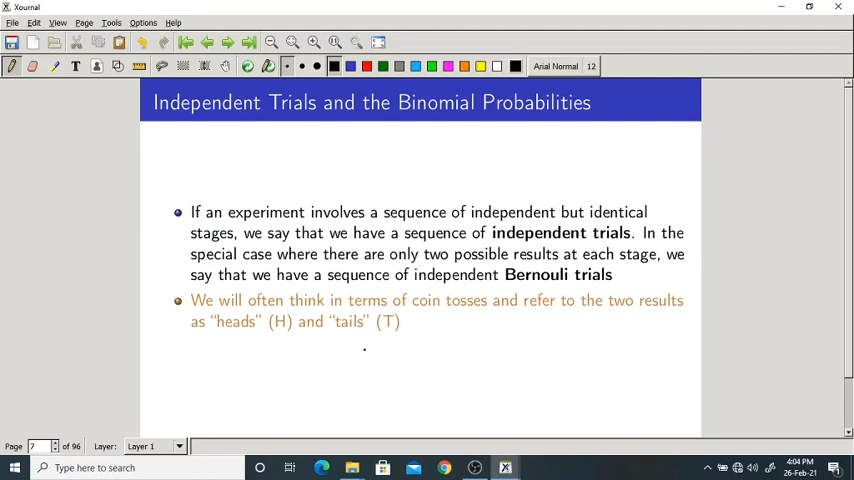 Xournal
File Edit View Page Tools Options Help
Arial Normal 12
Independent Trials and the Binomial Probabilities
If an experiment involves a sequence of independent but identical
stages, we say that we have a sequence of independent trials. In the
special case where there are only two possible results at each stage, we
say that we have a sequence of independent Bernouli trials
We will often think in terms of coin tosses and refer to the two results
as “heads” (H) and “tails” (T)
Page 7 of 96 Layer: Layer 1
Type here to search
4:04 PM
26-Feb-21